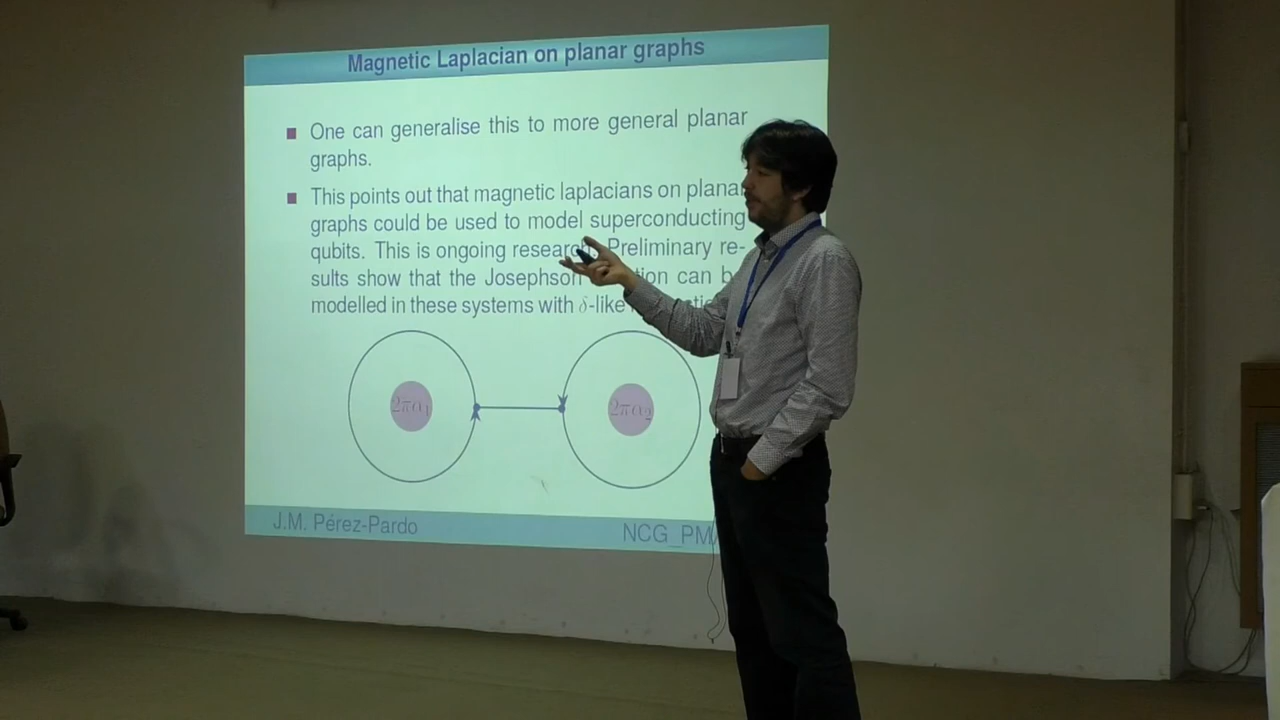 Magnetic Laplacian on planar graphs
One can generalise this to more general planar
graphs.
This points out that magnetic laplacians on planar
graphs could be used to model superconducting
qubits. This is ongoing research. Preliminary re-
sults show that the Josephson can be
modelled in these systems with δ-like
2πα₁ 2πα₂
J.M. Pérez-Pardo NCG_PM